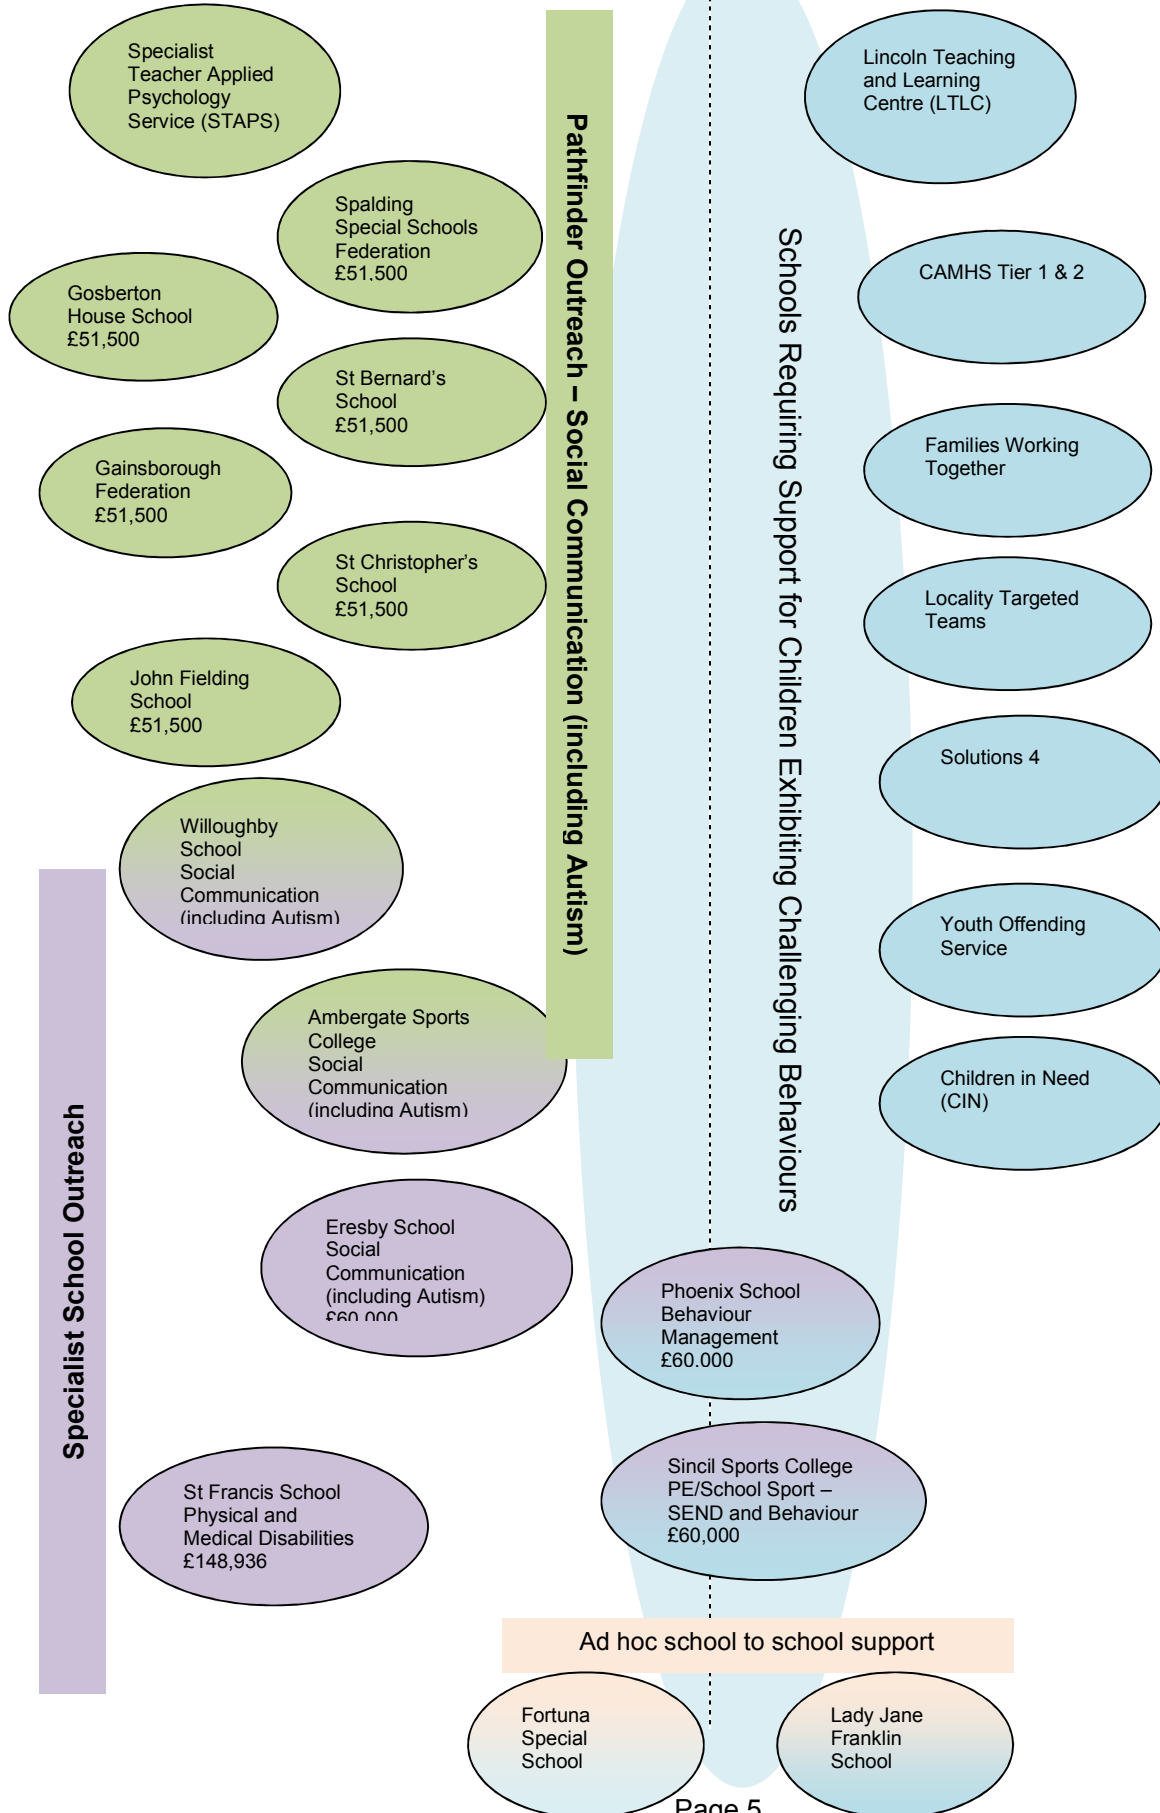 Specialist
Teacher Applied
Psychology
Service (STAPS)
Spalding
Special Schools
Federation
£51,500
Gosberton
House School
£51,500
St Bernard's
School
£51,500
Gainsborough
Federation
£51,500
St Christopher's
School
£51,500
John Fielding
School
£51,500
Willoughby
School
Social
Communication
(including Autism)
Ambergate Sports
College
Social
Communication
(including Autism)
Eresby School
Social
Communication
(including Autism)
£60,000
St Francis School
Physical and
Medical Disabilities
£148,936
Specialist School Outreach
Pathfinder Outreach – Social Communication (including Autism)
Schools Requiring Support for Children Exhibiting Challenging Behaviours
Lincoln Teaching
and Learning
Centre (LTLC)
CAMHS Tier 1 & 2
Families Working
Together
Locality Targeted
Teams
Solutions 4
Youth Offending
Service
Children in Need
(CIN)
Phoenix School
Behaviour
Management
£60,000
Sincil Sports College
PE/School Sport –
SEND and Behaviour
£60,000
Ad hoc school to school support
Fortuna
Special
School
Lady Jane
Franklin
School
Page 5